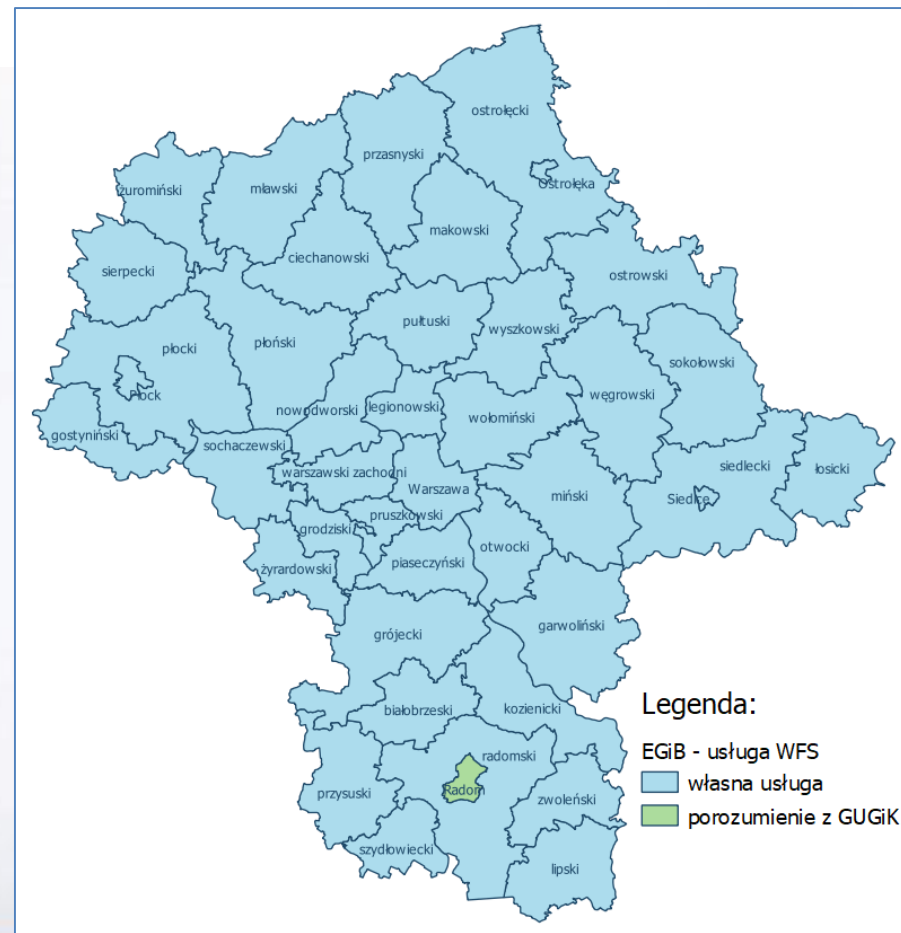 ostrołęcki
przasnyski
Ostrołęka
żuromiński
mławski
makowski
ciechanowski
sierpecki
ostrowski
pułtuski
wyszkowski
płocki
płoński
sokołowski
Płock
węgrowski
nowodworski
legionowski
wołomiński
gostyniński
sochaczewski
siedlecki
warszawski zachodni
łosicki
Warszawa
miński
Siedlce
pruszkowski
grodziski
otwocki
piaseczyński
żyrardowski
garwoliński
grójecki
białobrzeski
kozienicki
radomski
Radom
przysuski
zwoleński
szydłowiecki
lipski
Legenda:
EGiB - usługa WFS
własna usługa
porozumienie z GUGiK